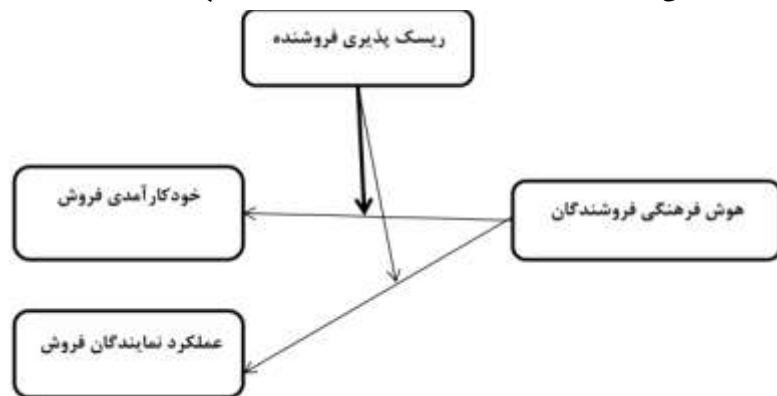 ریسک پذیری فروشنده
خودکارآمدی فروش
هوش فرهنگی فروشندگان
عملکرد نمایندگان فروش